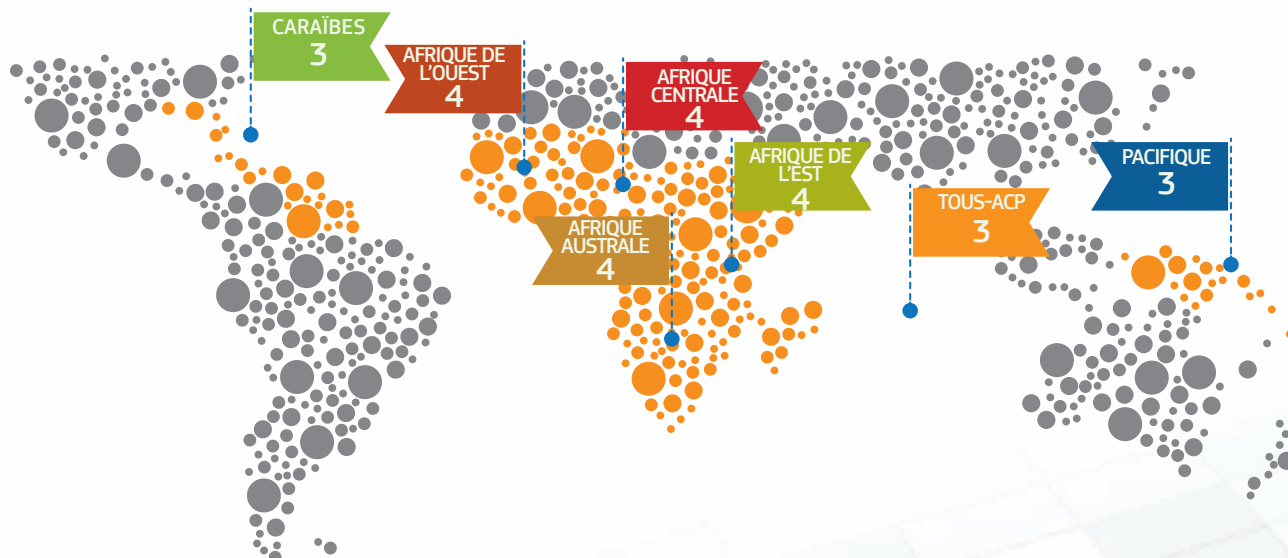 CARAÏBES
3
AFRIQUE DE
L'OUEST
4
AFRIQUE
CENTRALE
4
AFRIQUE DE
L'EST
4
PACIFIQUE
3
TOUS-ACP
3
AFRIQUE
AUSTRALE
4